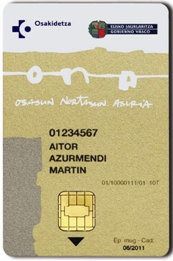 Osakidetza
EUSKO JAURLARITZA
GOBIERNO VASCO
ona
OSASUN NORTASUN AGIRIA
01234567
AITOR
AZURMENDI
MARTIN
Ep. mug.- Cad:
06/2011